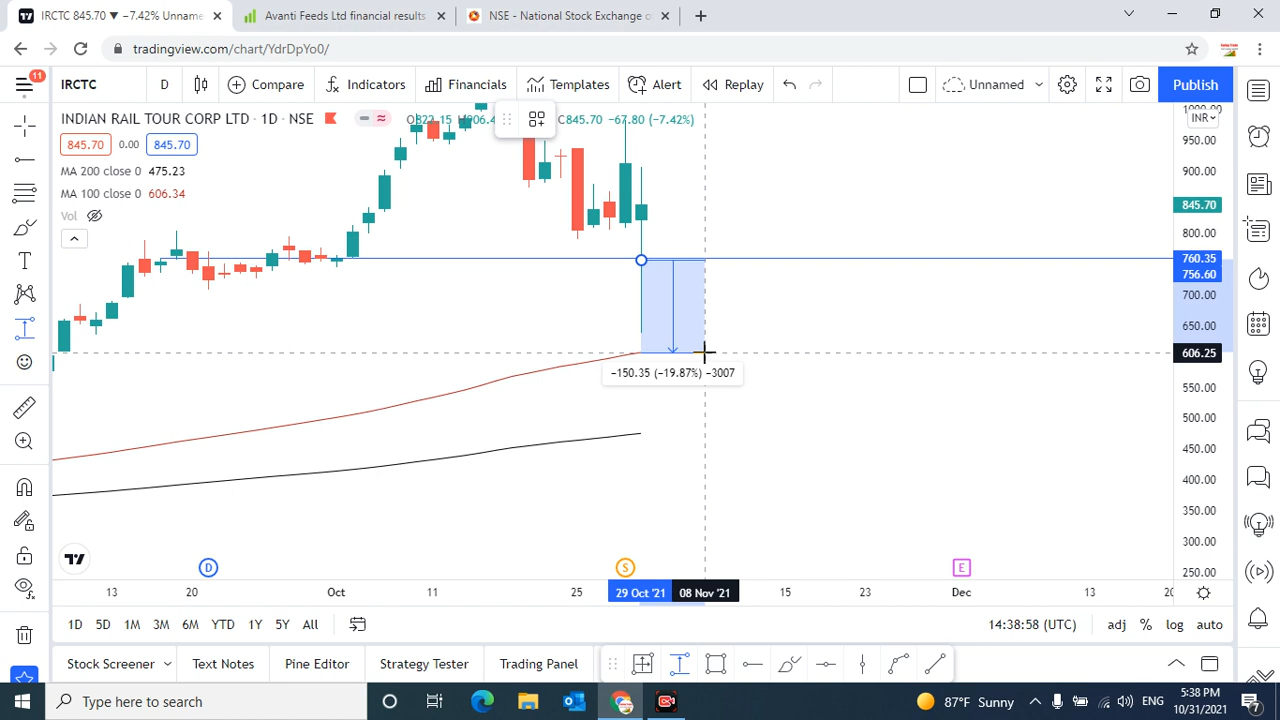 IRCTC 845.70 ▼ −7.42% Unname
Avanti Feeds Ltd financial results
NSE - National Stock Exchange o
tradingview.com/chart/YdrDpYo0/
11
IRCTC
D
Compare
Indicators
Financials
Templates
Alert
Replay
Unnamed
Publish
INDIAN RAIL TOUR CORP LTD · 1D · NSE
C845.70 −67.80 (−7.42%)
INR
845.70
0.00
845.70
MA 200 close 0 475.23
MA 100 close 0 606.34
Vol
1000.00
950.00
900.00
845.70
800.00
760.35
756.60
700.00
650.00
606.25
550.00
500.00
450.00
400.00
350.00
300.00
250.00
−150.35 (−19.87%) −3007
D
S
E
13
20
Oct
11
25
29 Oct '21
08 Nov '21
15
23
Dec
13
20
1D
5D
1M
3M
6M
YTD
1Y
5Y
All
14:38:58 (UTC)
adj
%
log
auto
Stock Screener
Text Notes
Pine Editor
Strategy Tester
Trading Panel
Type here to search
87°F Sunny
ENG
5:38 PM
10/31/2021
7